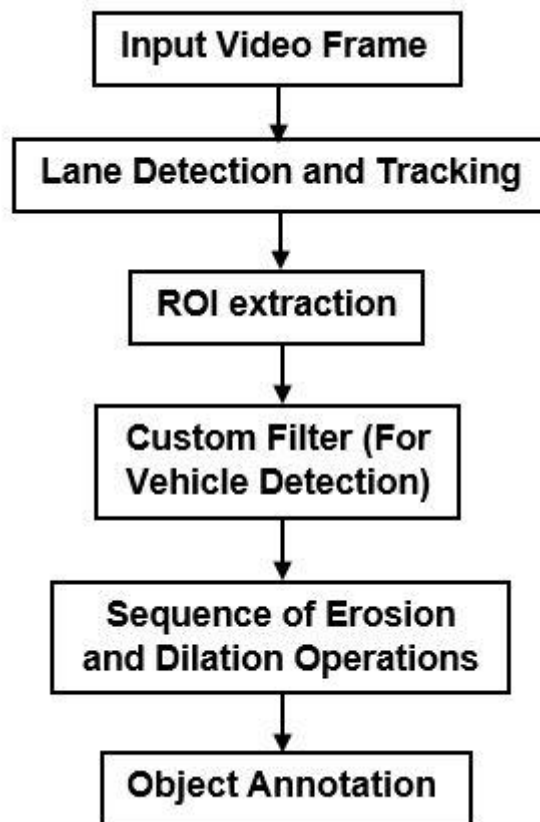 Input Video Frame
Lane Detection and Tracking
ROI extraction
Custom Filter (For
Vehicle Detection)
Sequence of Erosion
and Dilation Operations
Object Annotation